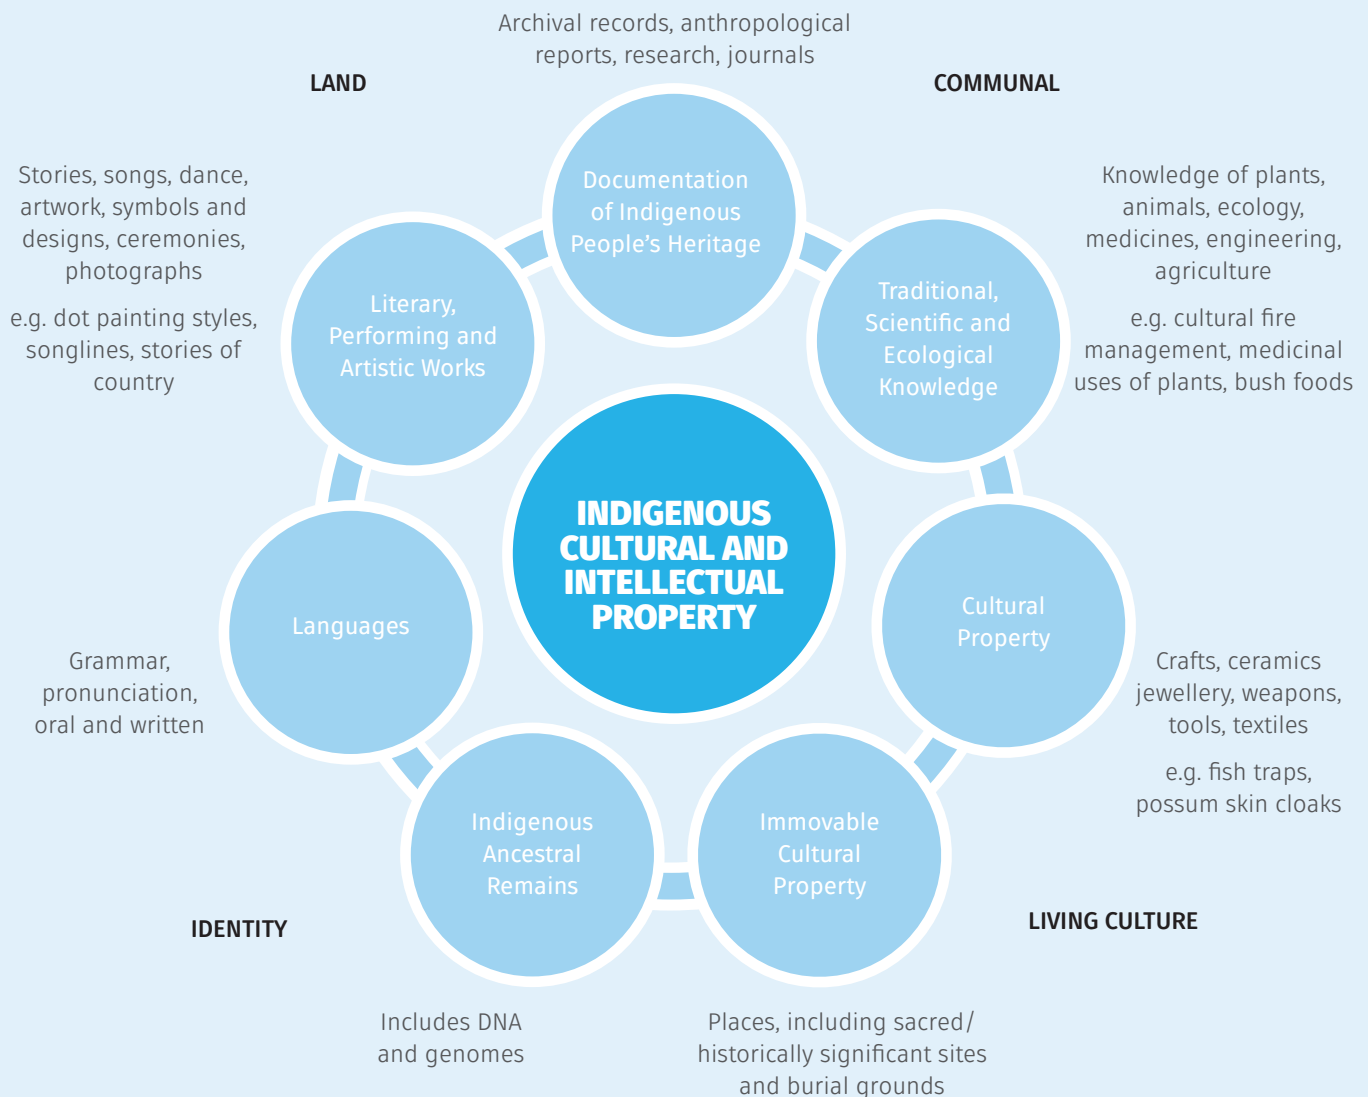 Archival records, anthropological
reports, research, journals
LAND
COMMUNAL
Documentation
of Indigenous
People’s Heritage
Stories, songs, dance,
artwork, symbols and
designs, ceremonies,
photographs
e.g. dot painting styles,
songlines, stories of
country
Literary,
Performing and
Artistic Works
Traditional,
Scientific and
Ecological
Knowledge
Knowledge of plants,
animals, ecology,
medicines, engineering,
agriculture
e.g. cultural fire
management, medicinal
uses of plants, bush foods
INDIGENOUS
CULTURAL AND
INTELLECTUAL
PROPERTY
Languages
Grammar,
pronunciation,
oral and written
Cultural
Property
Crafts, ceramics
jewellery, weapons,
tools, textiles
e.g. fish traps,
possum skin cloaks
Indigenous
Ancestral
Remains
Immovable
Cultural
Property
IDENTITY
LIVING CULTURE
Includes DNA
and genomes
Places, including sacred/
historically significant sites
and burial grounds